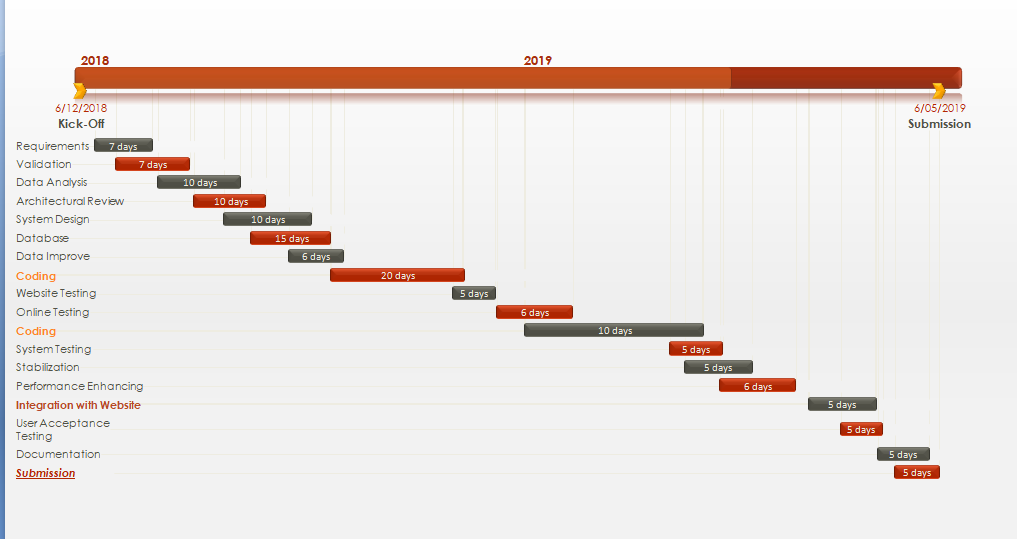 2018 2019
6/12/2018 6/05/2019
Kick-Off Submission
Requirements 7 days
Validation 7 days
Data Analysis 10 days
Architectural Review 10 days
System Design 10 days
Database 15 days
Data Improve 6 days
Coding 20 days
Website Testing 5 days
Online Testing 6 days
Coding 10 days
System Testing 5 days
Stabilization 5 days
Performance Enhancing 6 days
Integration with Website 5 days
User Acceptance
Testing 5 days
Documentation 5 days
Submission 5 days